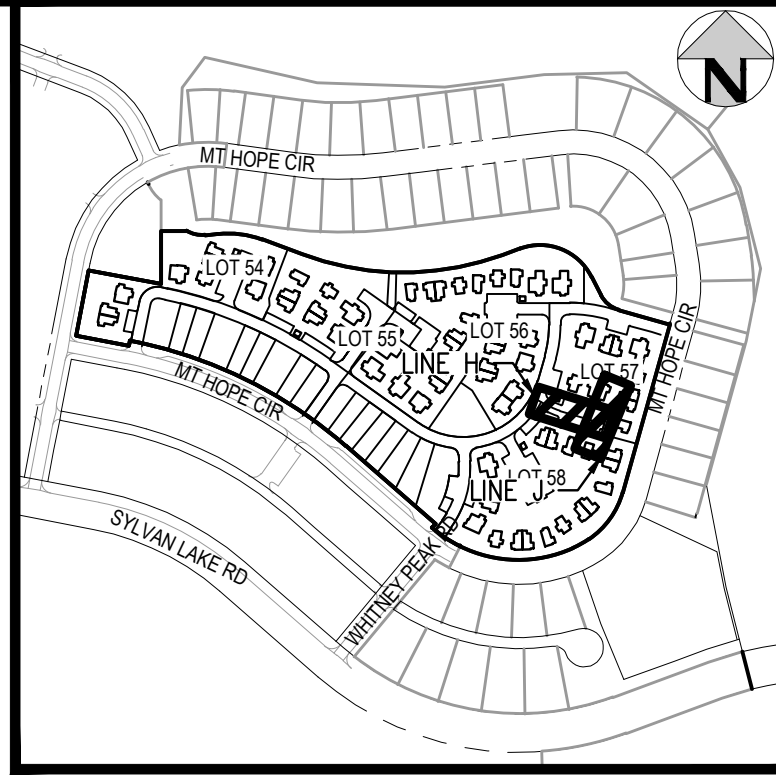 N
MT HOPE CIR
LOT 54
LOT 56
LOT 55
LINE H
LOT 57
MT HOPE CIR
MT HOPE CIR
LOT 58
LINE J
SYLVAN LAKE RD
WHITNEY PEAK RD